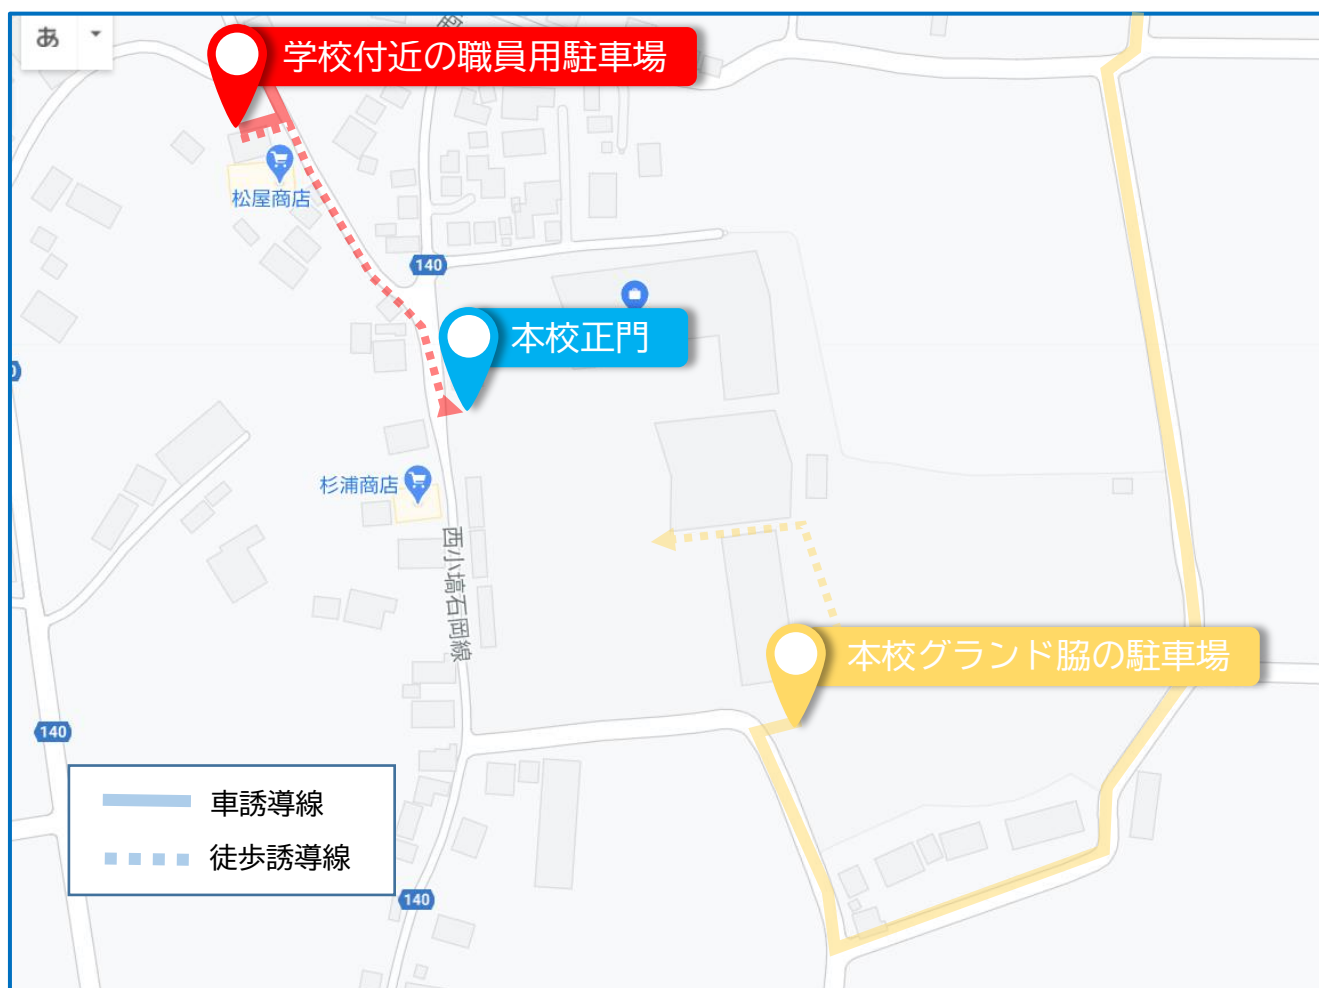 あ
学校付近の職員用駐車場
松屋商店
140
本校正門
杉浦商店
西小塙石岡線
本校グランド脇の駐車場
140
車誘導線
徒歩誘導線
140